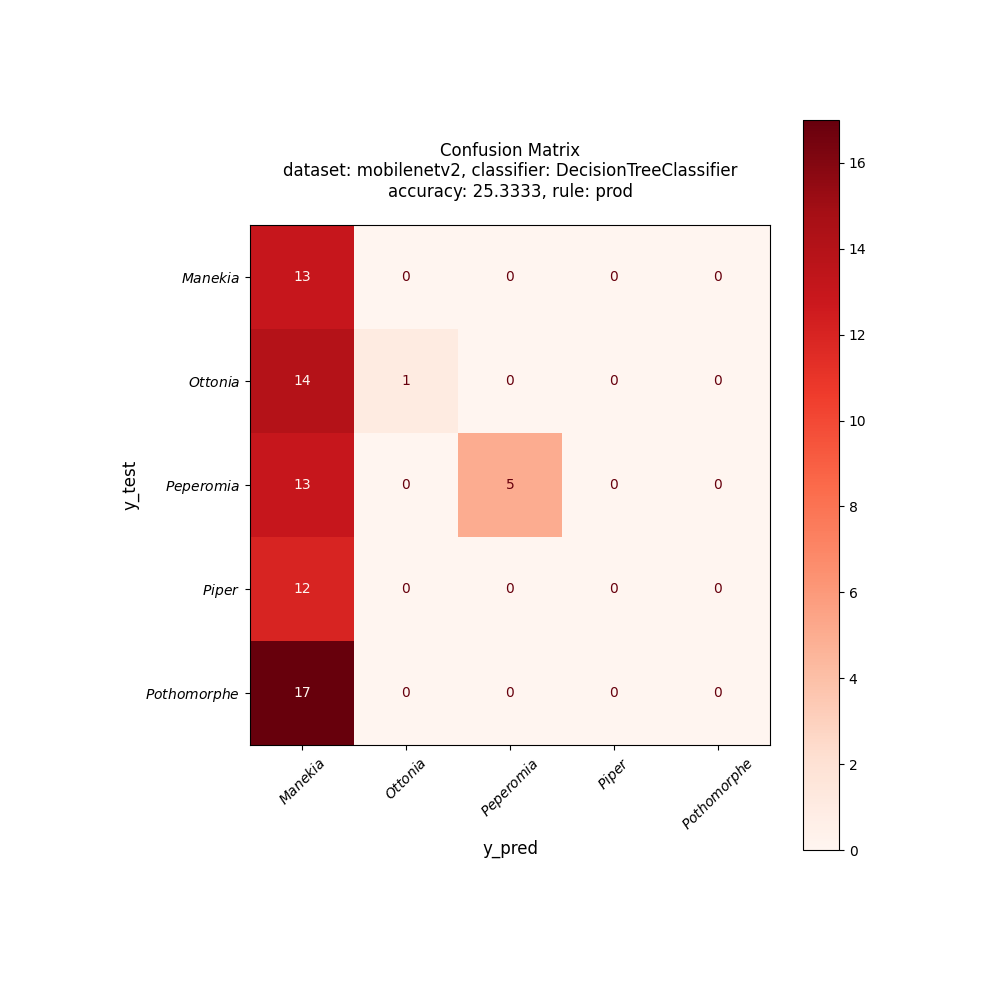 Confusion Matrix
dataset: mobilenetv2, classifier: DecisionTreeClassifier
accuracy: 25.3333, rule: prod
y_test
Manekia 13 0 0 0 0
Ottonia 14 1 0 0 0
Peperomia 13 0 5 0 0
Piper 12 0 0 0 0
Pothomorphe 17 0 0 0 0
Manekia Ottonia Peperomia Piper Pothomorphe
y_pred
16
14
12
10
8
6
4
2
0